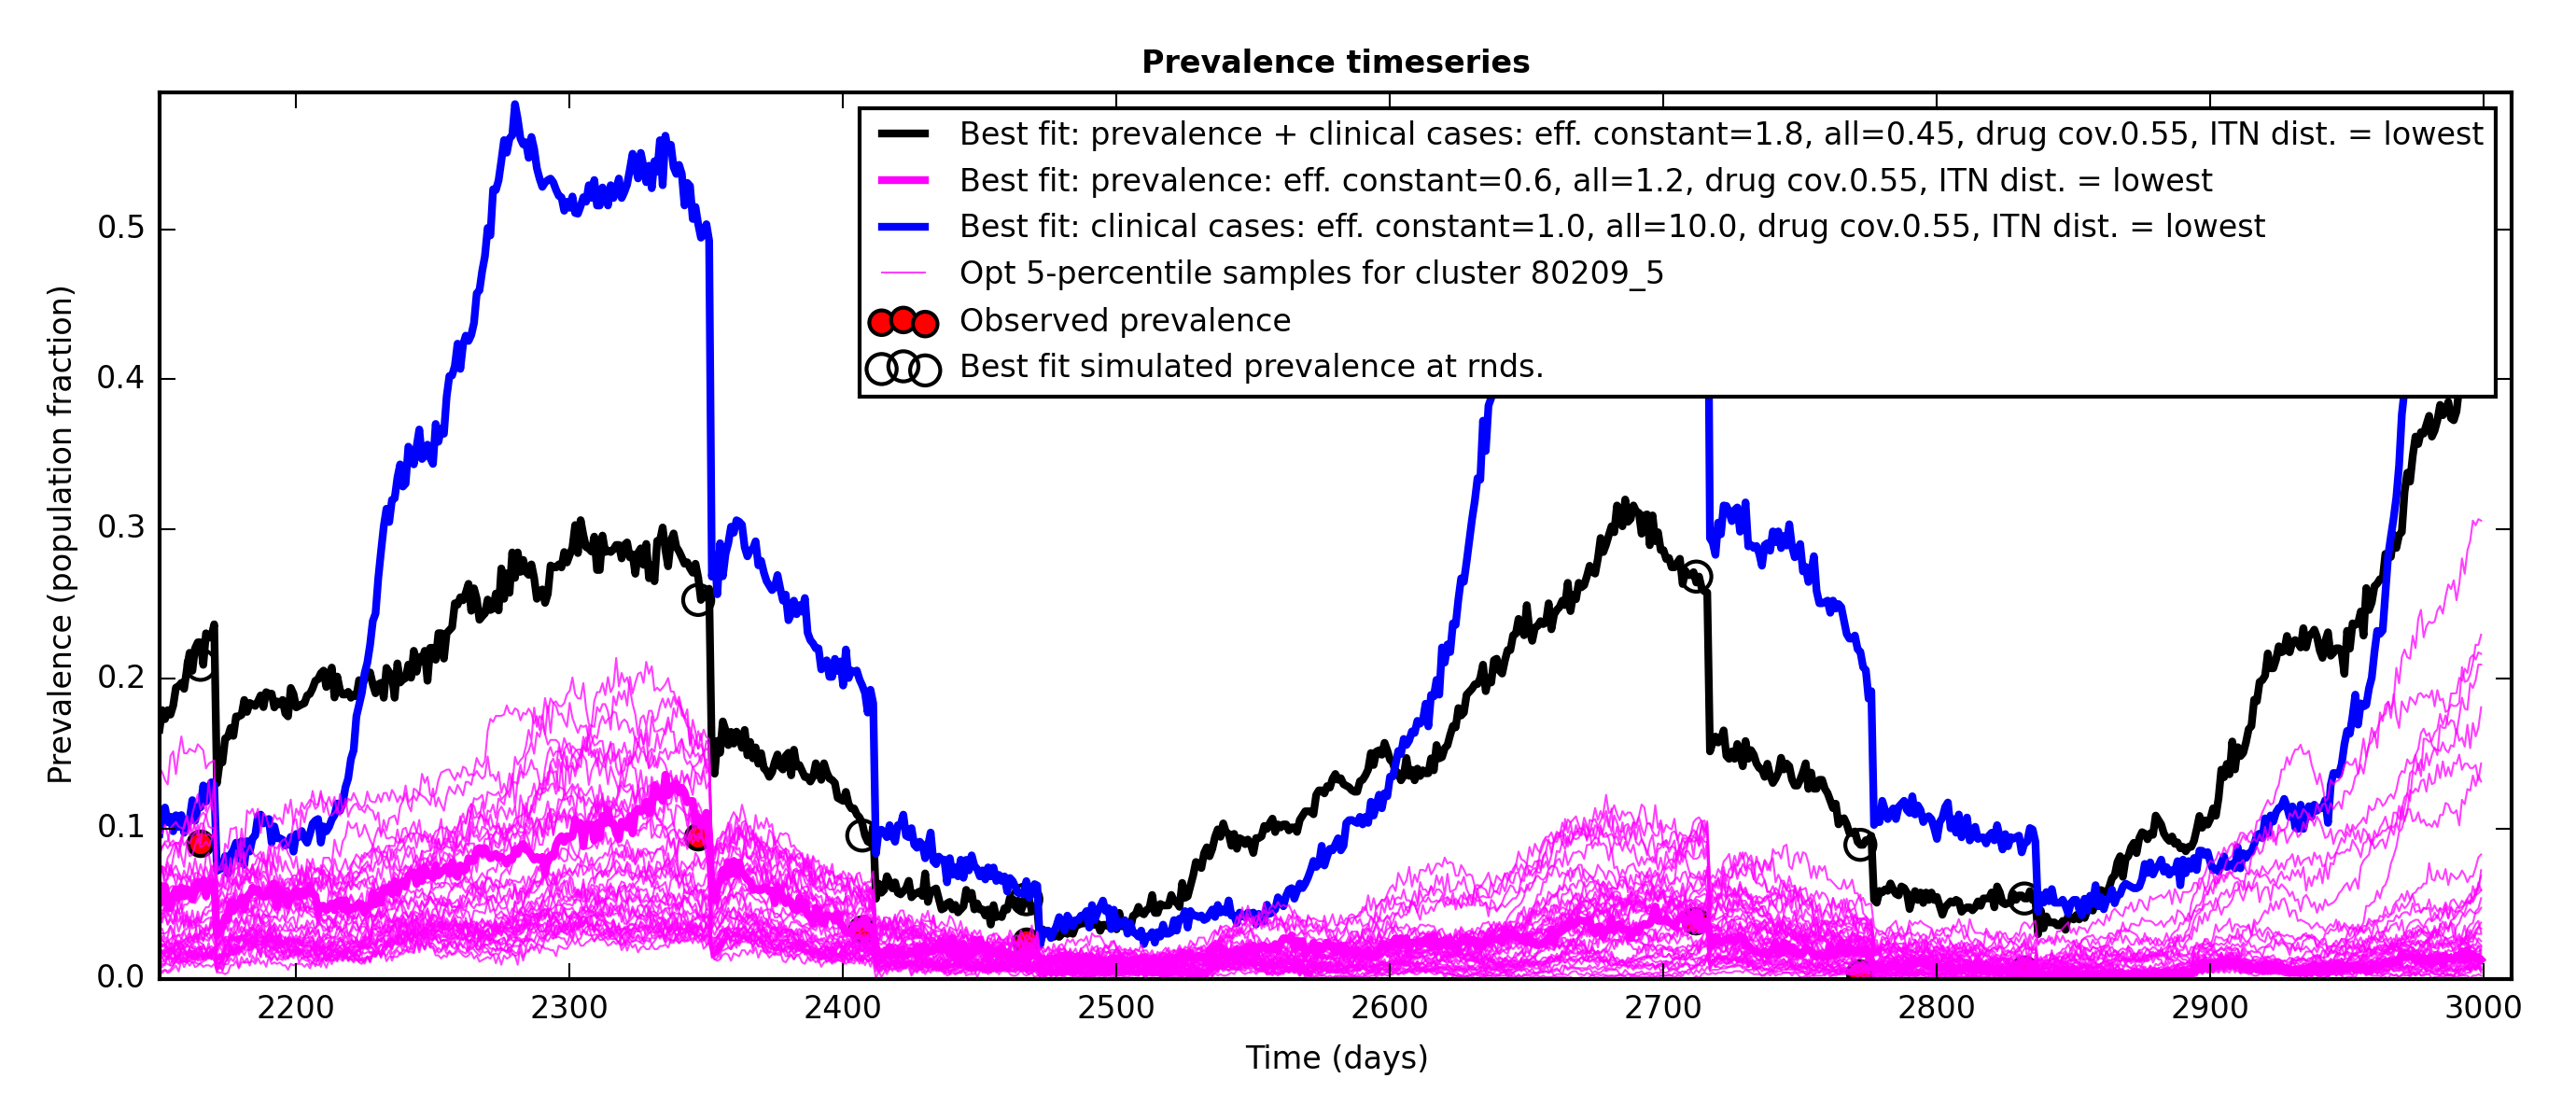 Prevalence timeseries
Best fit: prevalence + clinical cases: eff. constant=1.8, all=0.45, drug cov.0.55, ITN dist. = lowest
Best fit: prevalence: eff. constant=0.6, all=1.2, drug cov.0.55, ITN dist. = lowest
Best fit: clinical cases: eff. constant=1.0, all=10.0, drug cov.0.55, ITN dist. = lowest
Opt 5-percentile samples for cluster 80209_5
Observed prevalence
Best fit simulated prevalence at rnds.
Prevalence (population fraction)
0.5
0.4
0.3
0.2
0.1
0.0
2200 2300 2400 2500 2600 2700 2800 2900 3000
Time (days)